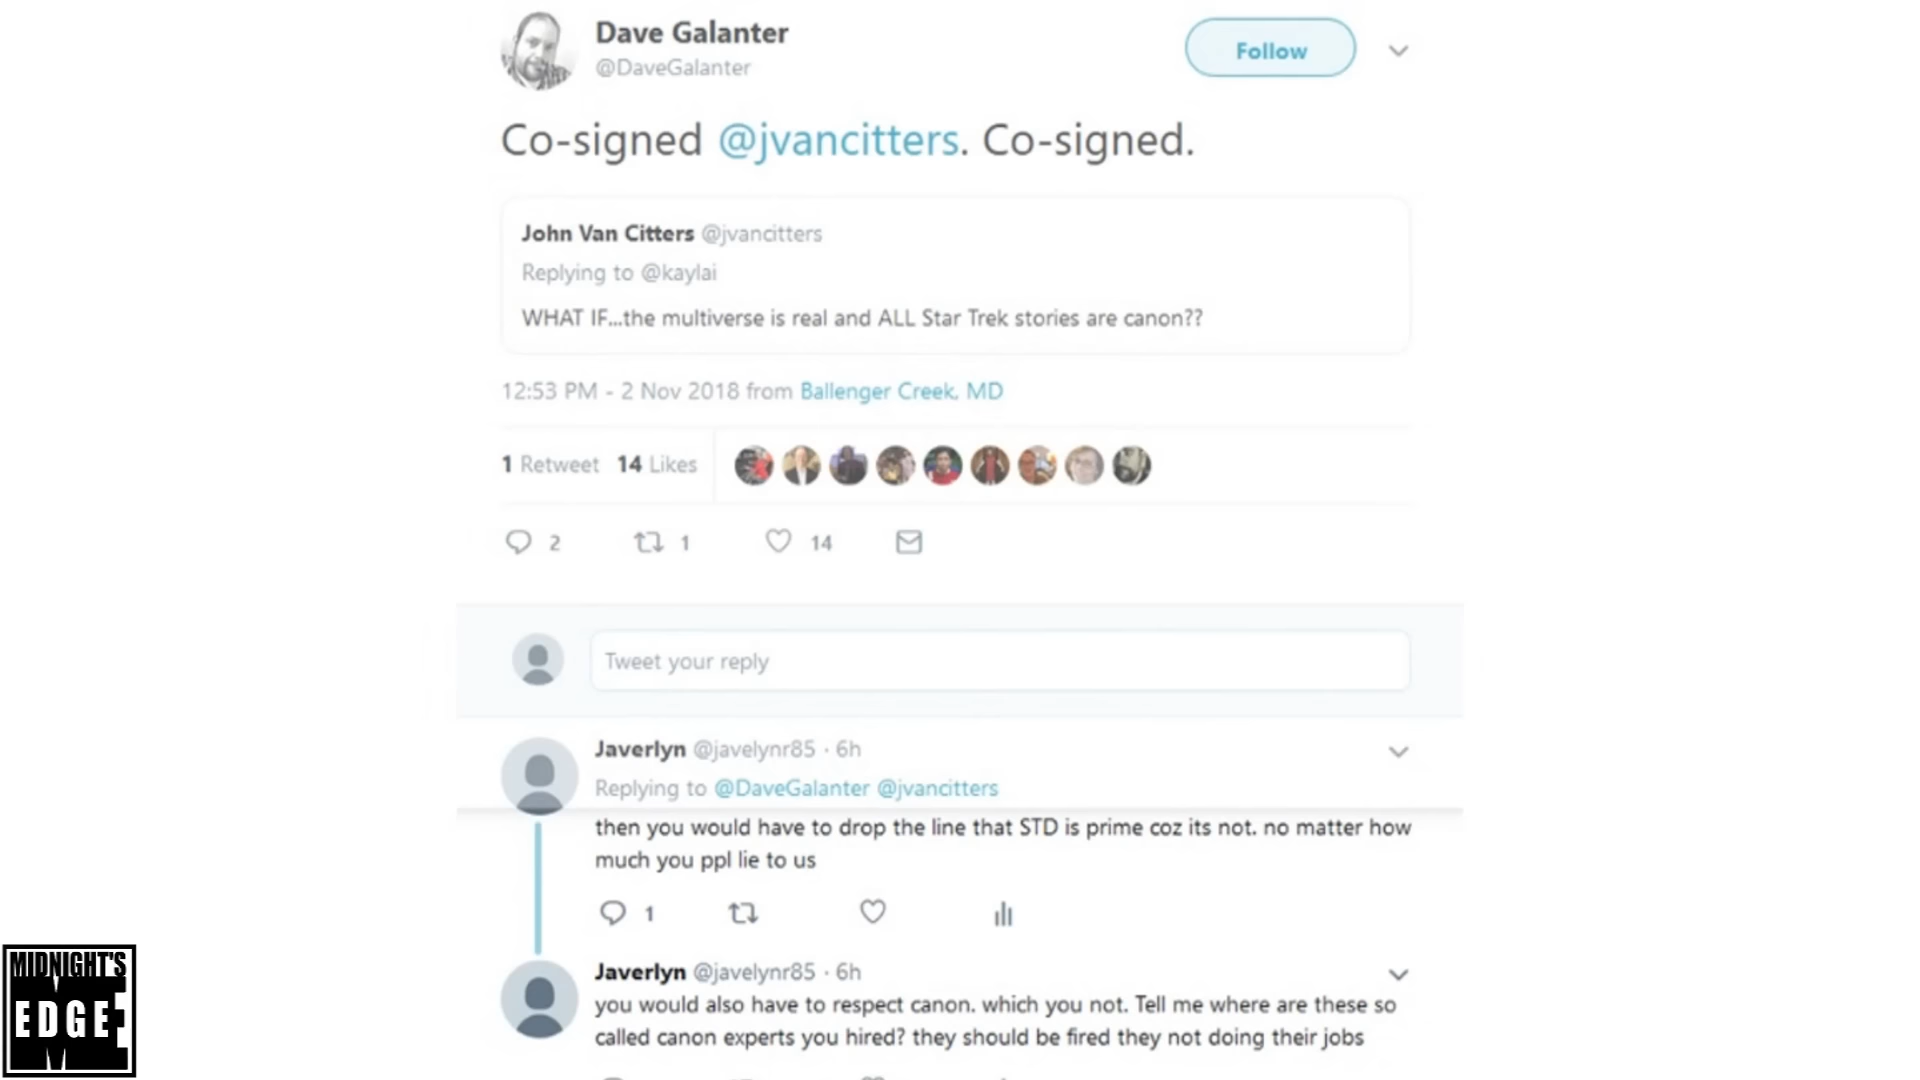 Dave Galanter
@DaveGalanter
Follow
Co-signed @jvancitters. Co-signed.
John Van Citters @jvancitters
Replying to @kaylai
WHAT IF...the multiverse is real and ALL Star Trek stories are canon??
12:53 PM - 2 Nov 2018 from Ballenger Creek, MD
1 Retweet 14 Likes
2 1 14
Tweet your reply
Javerlyn @javelynr85 · 6h
Replying to @DaveGalanter @jvancitters
then you would have to drop the line that STD is prime coz its not. no matter how
much you ppl lie to us
1
Javerlyn @javelynr85 · 6h
you would also have to respect canon. which you not. Tell me where are these so
called canon experts you hired? they should be fired they not doing their jobs
MIDNIGHT'S
EDGE